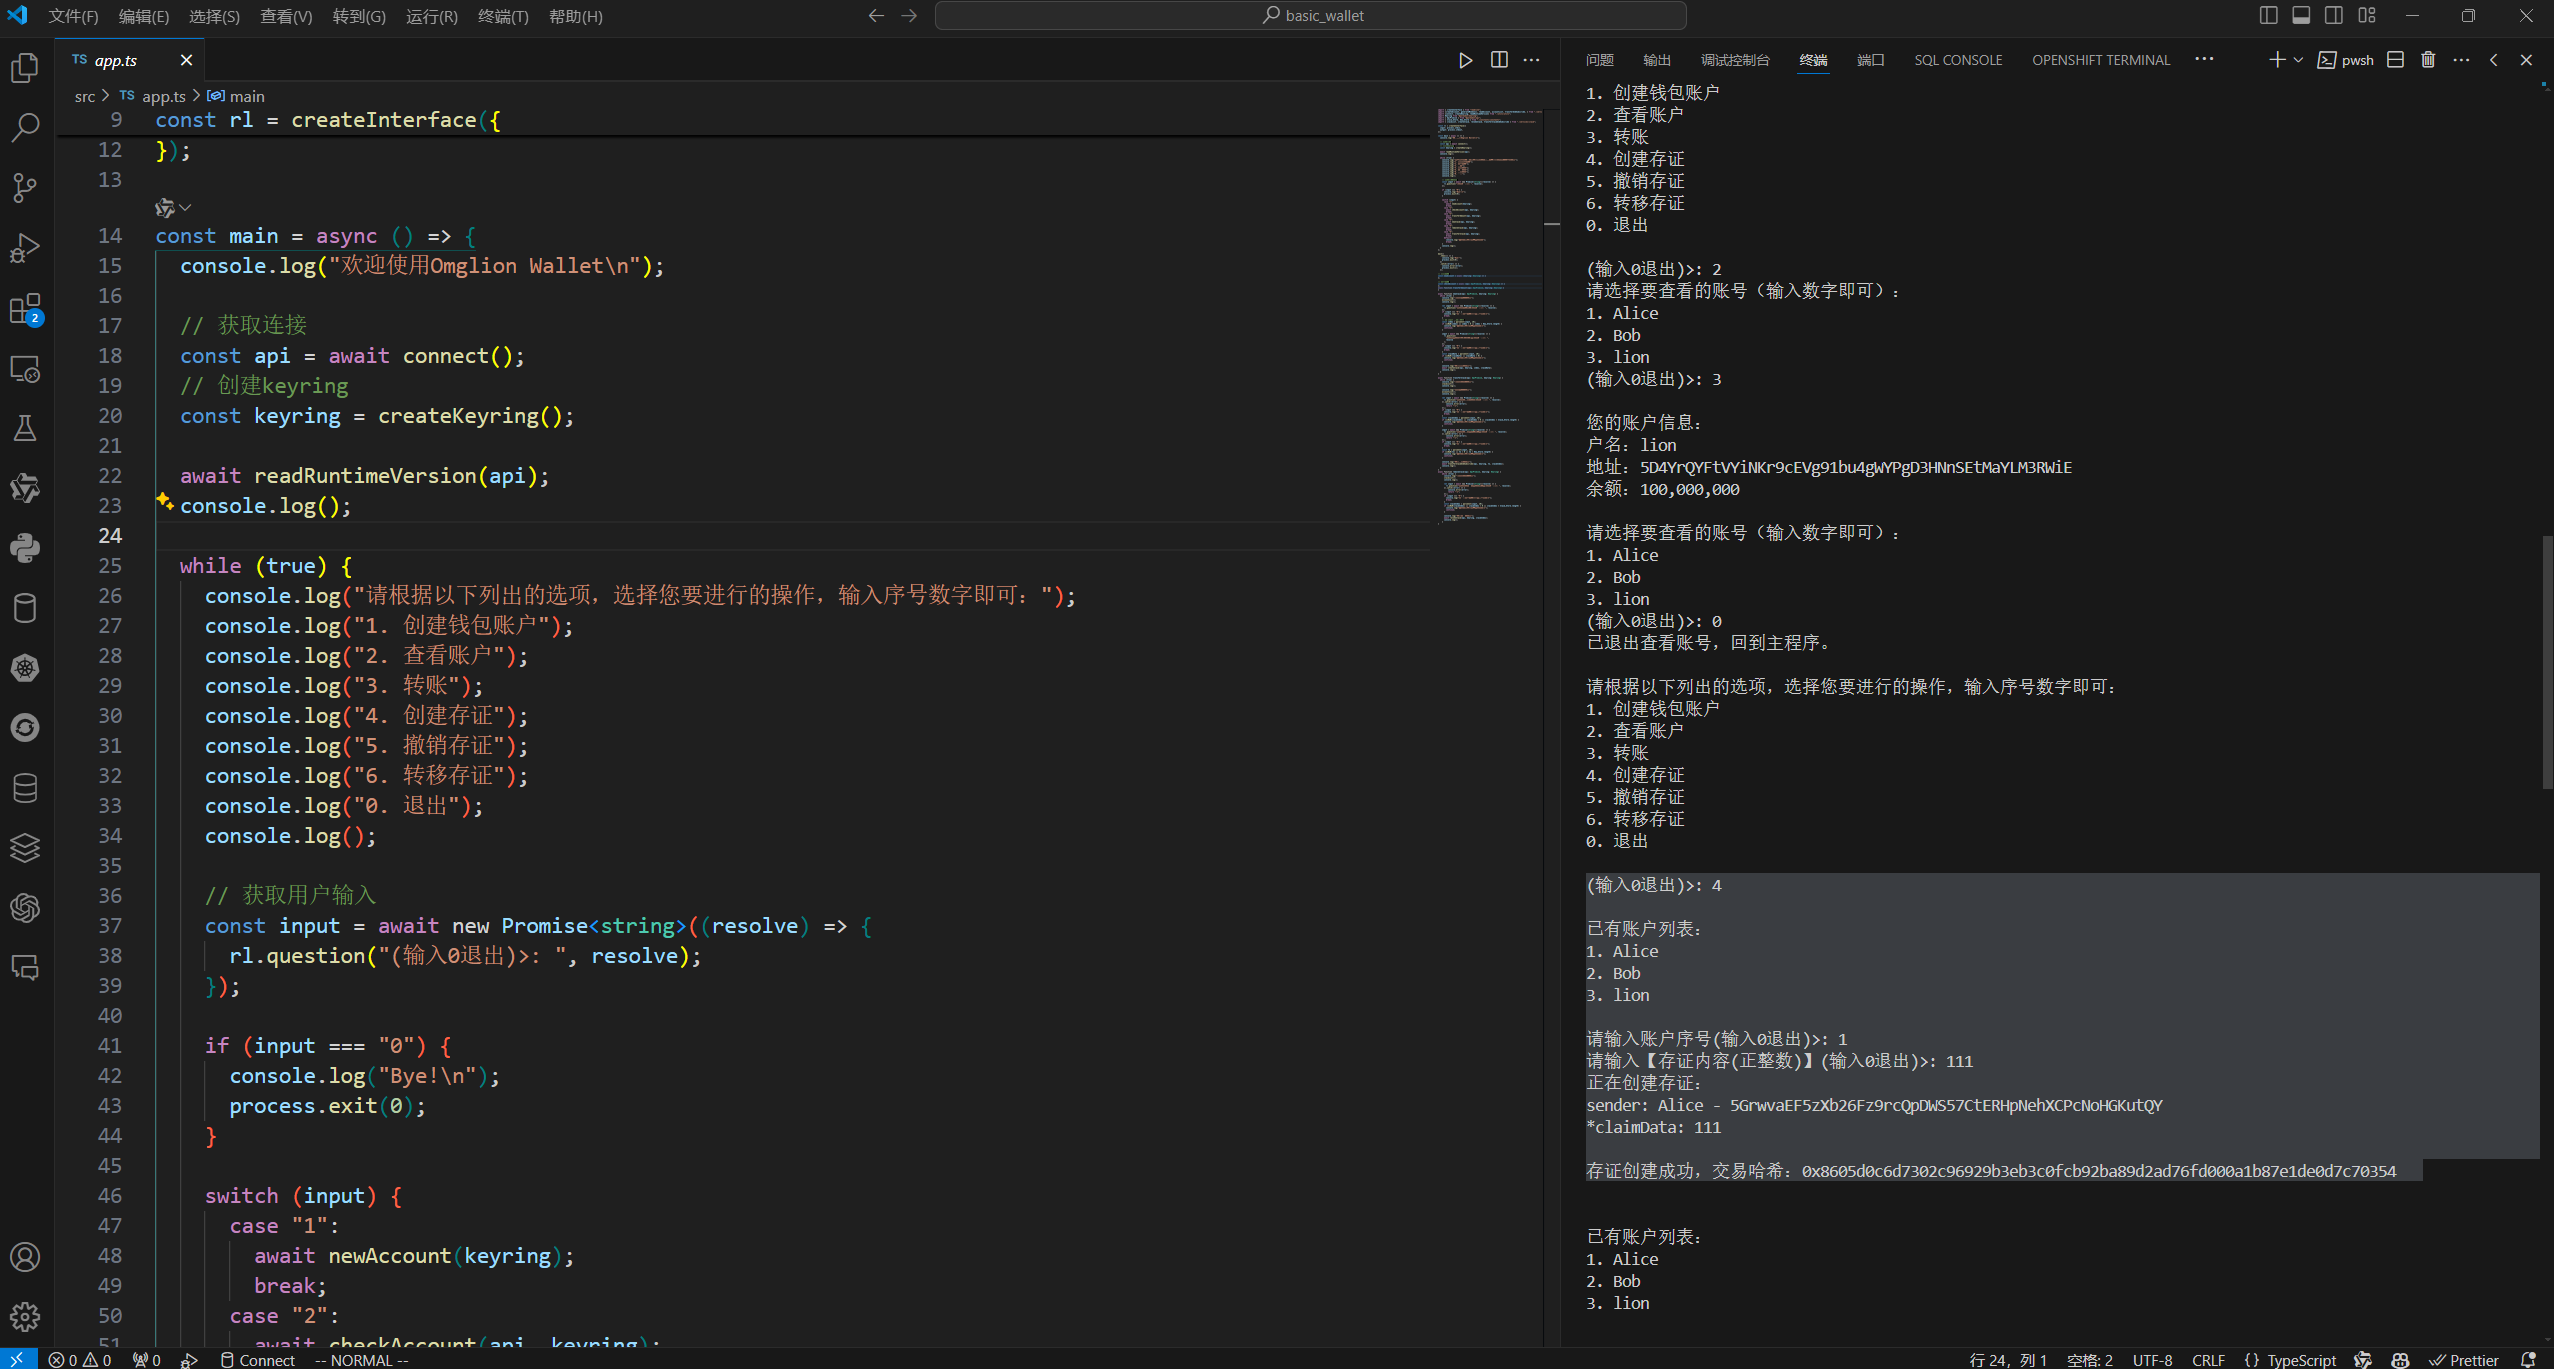 文件(F) 编辑(E) 选择(S) 查看(V) 转到(G) 运行(R) 终端(T) 帮助(H)
basic_wallet
TS app.ts
src > TS app.ts > main
9 const rl = createInterface({
12 });
13
14 const main = async () => {
15 console.log("欢迎使用Omglion Wallet\n");
16
17 // 获取连接
18 const api = await connect();
19 // 创建keyring
20 const keyring = createKeyring();
21
22 await readRuntimeVersion(api);
23 console.log();
24
25 while (true) {
26 console.log("请根据以下列出的选项，选择您要进行的操作，输入序号数字即可：");
27 console.log("1. 创建钱包账户");
28 console.log("2. 查看账户");
29 console.log("3. 转账");
30 console.log("4. 创建存证");
31 console.log("5. 撤销存证");
32 console.log("6. 转移存证");
33 console.log("0. 退出");
34 console.log();
35
36 // 获取用户输入
37 const input = await new Promise<string>((resolve) => {
38 rl.question("(输入0退出)>: ", resolve);
39 });
40
41 if (input === "0") {
42 console.log("Bye!\n");
43 process.exit(0);
44 }
45
46 switch (input) {
47 case "1":
48 await newAccount(keyring);
49 break;
50 case "2":
51 await checkAccount(api, keyring);
2
问题 输出 调试控制台 终端 端口 SQL CONSOLE OPENSHIFT TERMINAL
pwsh
1. 创建钱包账户
2. 查看账户
3. 转账
4. 创建存证
5. 撤销存证
6. 转移存证
0. 退出
(输入0退出)>: 2
请选择要查看的账号（输入数字即可）：
1. Alice
2. Bob
3. lion
(输入0退出)>: 3
您的账户信息：
户名：lion
地址：5D4YrQYFtVYiNKr9cEVg91bu4gWYPgD3HNnSEtMaYLM3RWiE
余额：100,000,000
请选择要查看的账号（输入数字即可）：
1. Alice
2. Bob
3. lion
(输入0退出)>: 0
已退出查看账号，回到主程序。
请根据以下列出的选项，选择您要进行的操作，输入序号数字即可：
1. 创建钱包账户
2. 查看账户
3. 转账
4. 创建存证
5. 撤销存证
6. 转移存证
0. 退出
(输入0退出)>: 4
已有账户列表：
1. Alice
2. Bob
3. lion
请输入账户序号(输入0退出)>: 1
请输入【存证内容(正整数)】(输入0退出)>: 111
正在创建存证：
sender: Alice - 5GrwvaEF5zXb26Fz9rcQpDWS57CtERHpNehXCPcNoHGKutQY
*claimData: 111
存证创建成功，交易哈希：0x8605d0c6d7302c96929b3eb3c0fcb92ba89d2ad76fd000a1b87e1de0d7c70354
已有账户列表：
1. Alice
2. Bob
3. lion
0 0 0 Connect -- NORMAL --
行 24，列 1 空格: 2 UTF-8 CRLF {} TypeScript Prettier